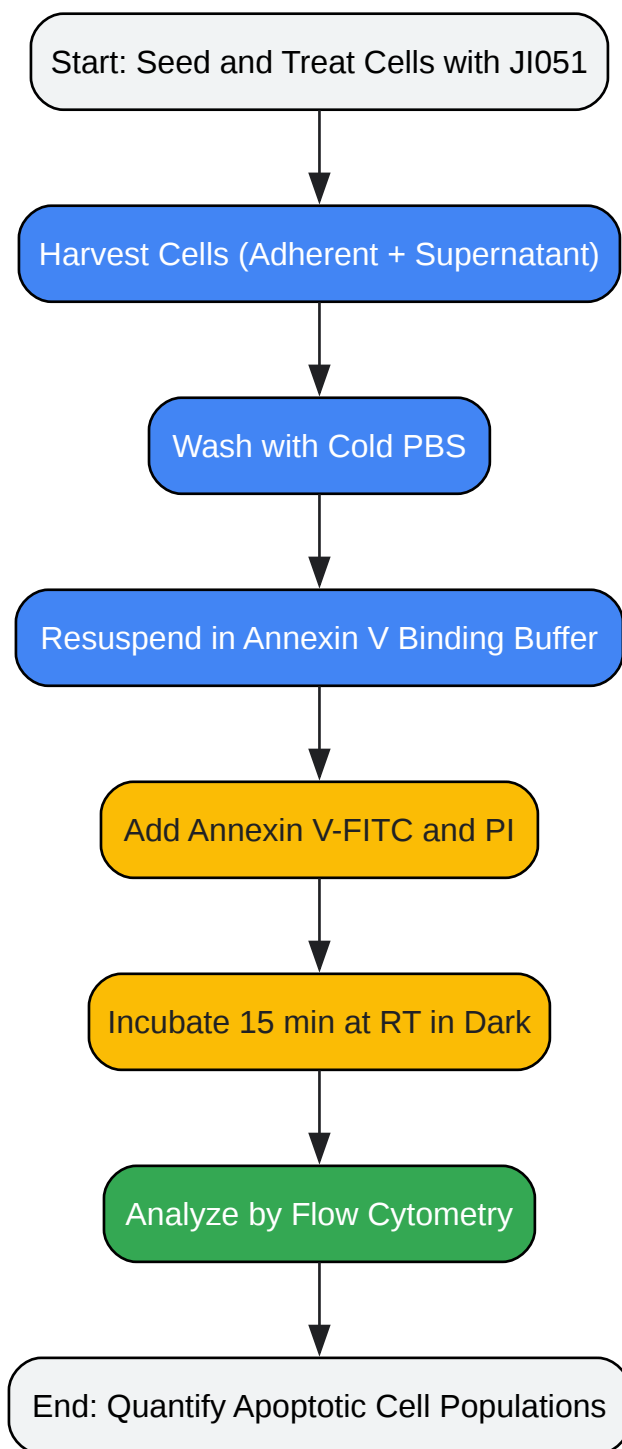 Start: Seed and Treat Cells with JI051
Harvest Cells (Adherent + Supernatant)
Wash with Cold PBS
Resuspend in Annexin V Binding Buffer
Add Annexin V-FITC and PI
Incubate 15 min at RT in Dark
Analyze by Flow Cytometry
End: Quantify Apoptotic Cell Populations